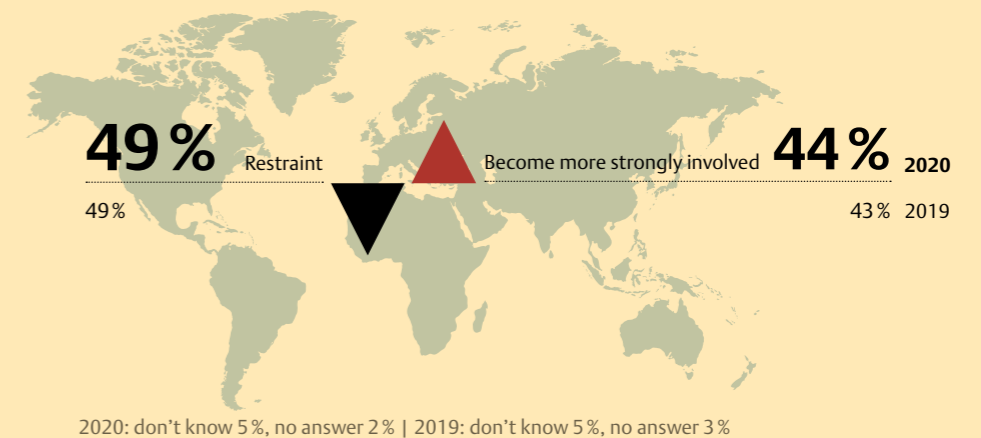 49 % Restraint Become more strongly involved 44 % 2020
49 % 43 % 2019
2020: don’t know 5 %, no answer 2 % | 2019: don’t know 5 %, no answer 3 %